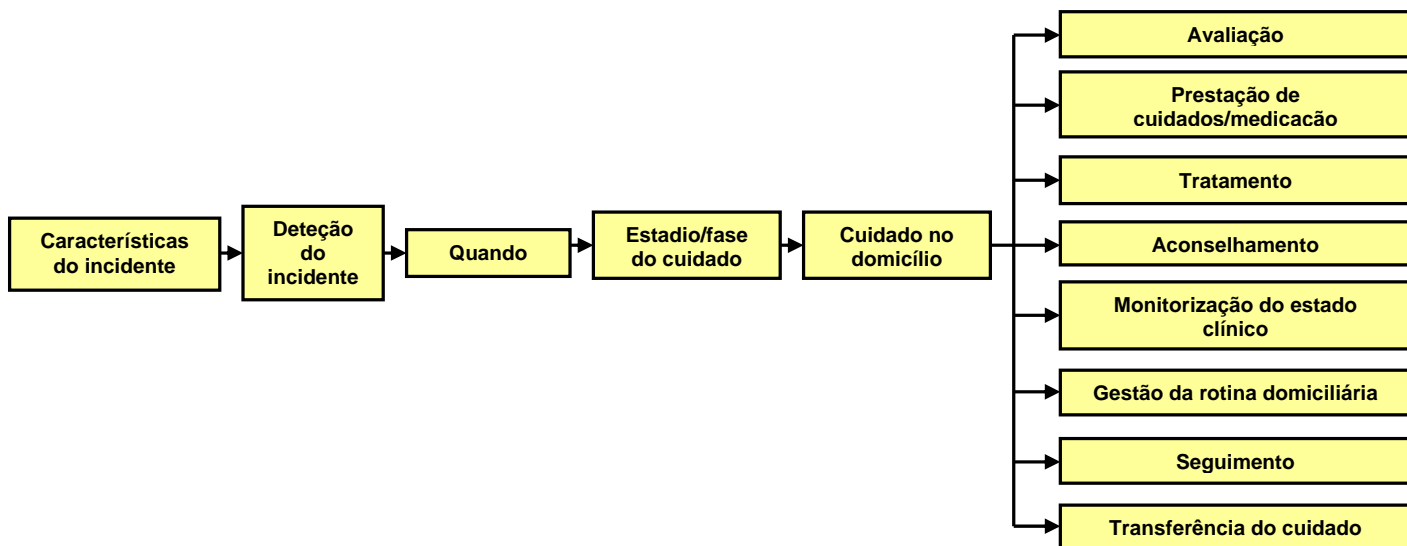 Características
do incidente
Deteção
do
incidente
Quando
Estadio/fase
do cuidado
Cuidado no
domicílio
Avaliação
Prestação de
cuidados/medicacão
Tratamento
Aconselhamento
Monitorização do estado
clínico
Gestão da rotina domiciliária
Seguimento
Transferência do cuidado